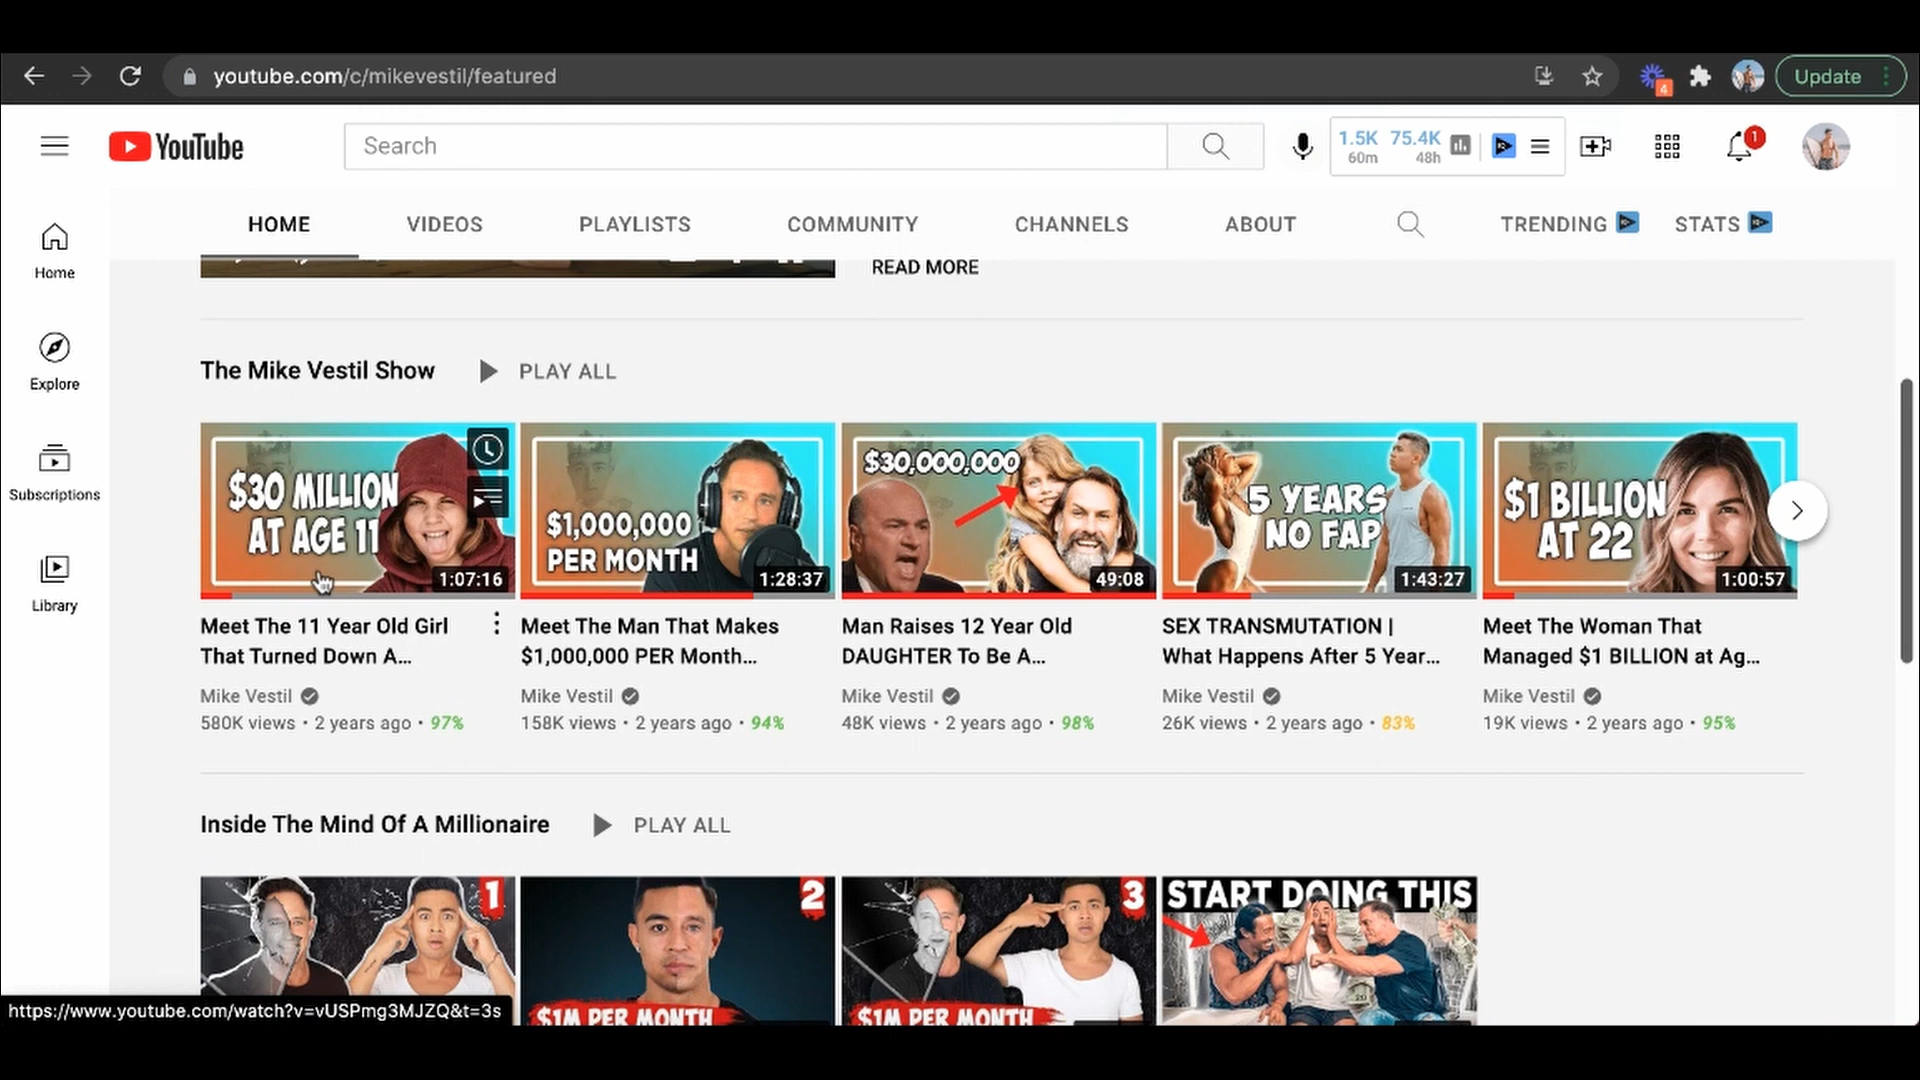 youtube.com/c/mikevestil/featured
4
Update
YouTube
Search
1.5K 75.4K
60m 48h
1
HOME VIDEOS PLAYLISTS COMMUNITY CHANNELS ABOUT TRENDING STATS
Home
Explore
Subscriptions
Library
READ MORE
The Mike Vestil Show PLAY ALL
$30 MILLION
AT AGE 11
1:07:16
$1,000,000
PER MONTH
1:28:37
$30,000,000
49:08
5 YEARS
NO FAP
1:43:27
$1 BILLION
AT 22
1:00:57
Meet The 11 Year Old Girl
That Turned Down A...
Mike Vestil
580K views • 2 years ago • 97%
Meet The Man That Makes
$1,000,000 PER Month...
Mike Vestil
158K views • 2 years ago • 94%
Man Raises 12 Year Old
DAUGHTER To Be A...
Mike Vestil
48K views • 2 years ago • 98%
SEX TRANSMUTATION |
What Happens After 5 Year...
Mike Vestil
26K views • 2 years ago • 83%
Meet The Woman That
Managed $1 BILLION at Ag...
Mike Vestil
19K views • 2 years ago • 95%
Inside The Mind Of A Millionaire PLAY ALL
1
2
$1M PER MONTH
3
$1M PER MONTH
START DOING THIS
https://www.youtube.com/watch?v=vUSPmg3MJZQ&t=3s